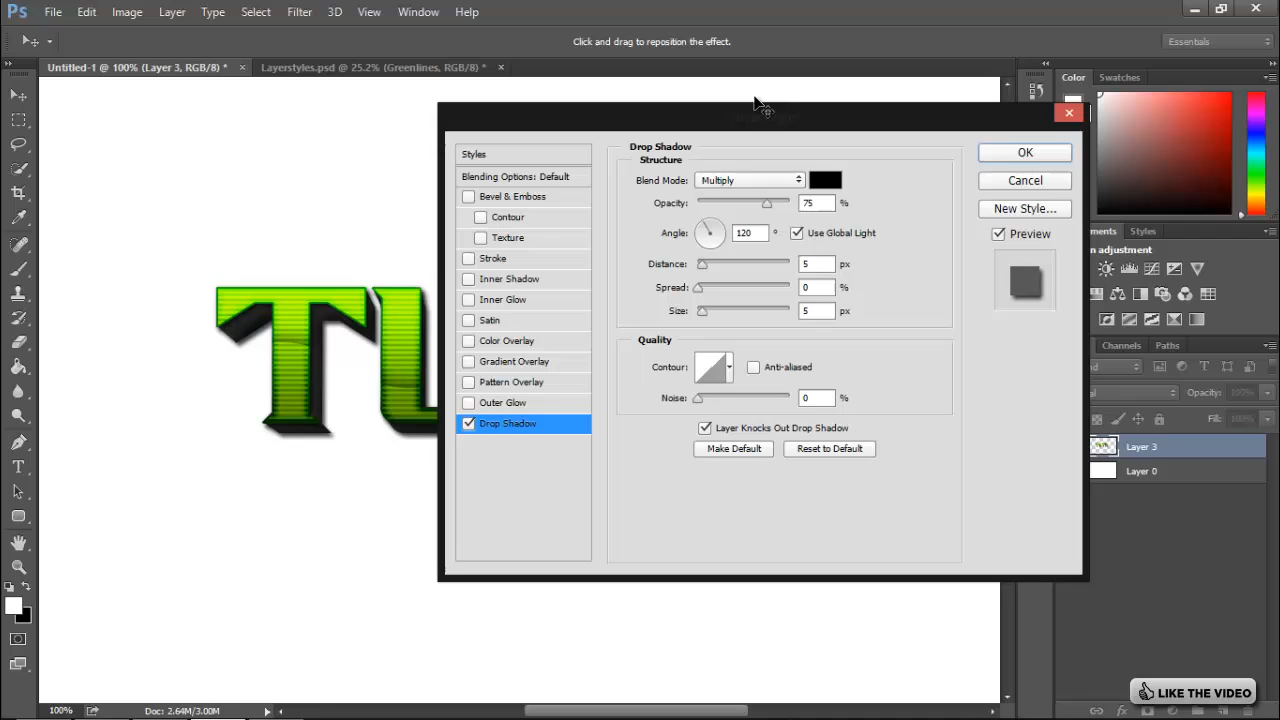 Ps File Edit Image Layer Type Select Filter 3D View Window Help
Click and drag to reposition the effect.
Essentials
Untitled-1 @ 100% (Layer 3, RGB/8) *
Layerstyles.psd @ 25.2% (Greenlines, RGB/8) *
Color Swatches
Styles
Blending Options: Default
Bevel & Emboss
Contour
Texture
Stroke
Inner Shadow
Inner Glow
Satin
Color Overlay
Gradient Overlay
Pattern Overlay
Outer Glow
Drop Shadow
Drop Shadow
Structure
Blend Mode: Multiply
Opacity: 75 %
Angle: 120 ° Use Global Light
Distance: 5 px
Spread: 0 %
Size: 5 px
Quality
Contour: Anti-aliased
Noise: 0 %
Layer Knocks Out Drop Shadow
Make Default Reset to Default
OK
Cancel
New Style...
Preview
Styles
adjustment
Channels Paths
Opacity: 100%
Fill: 100%
Layer 3
Layer 0
TU
100% Doc: 2.64M/3.00M
LIKE THE VIDEO